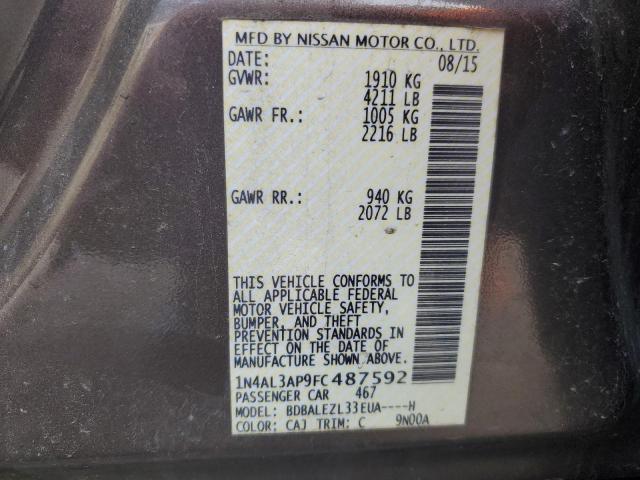 MFD BY NISSAN MOTOR CO., LTD.
DATE: 08/15
GVWR: 1910 KG
4211 LB
GAWR FR.: 1005 KG
2216 LB
GAWR RR.: 940 KG
2072 LB
THIS VEHICLE CONFORMS TO
ALL APPLICABLE FEDERAL
MOTOR VEHICLE SAFETY,
BUMPER, AND THEFT
PREVENTION STANDARDS IN
EFFECT ON THE DATE OF
MANUFACTURE SHOWN ABOVE.
1N4AL3AP9FC487592
PASSENGER CAR 467
MODEL: BDBALEZL33EUA----H
COLOR: CAJ TRIM: C 9N00A